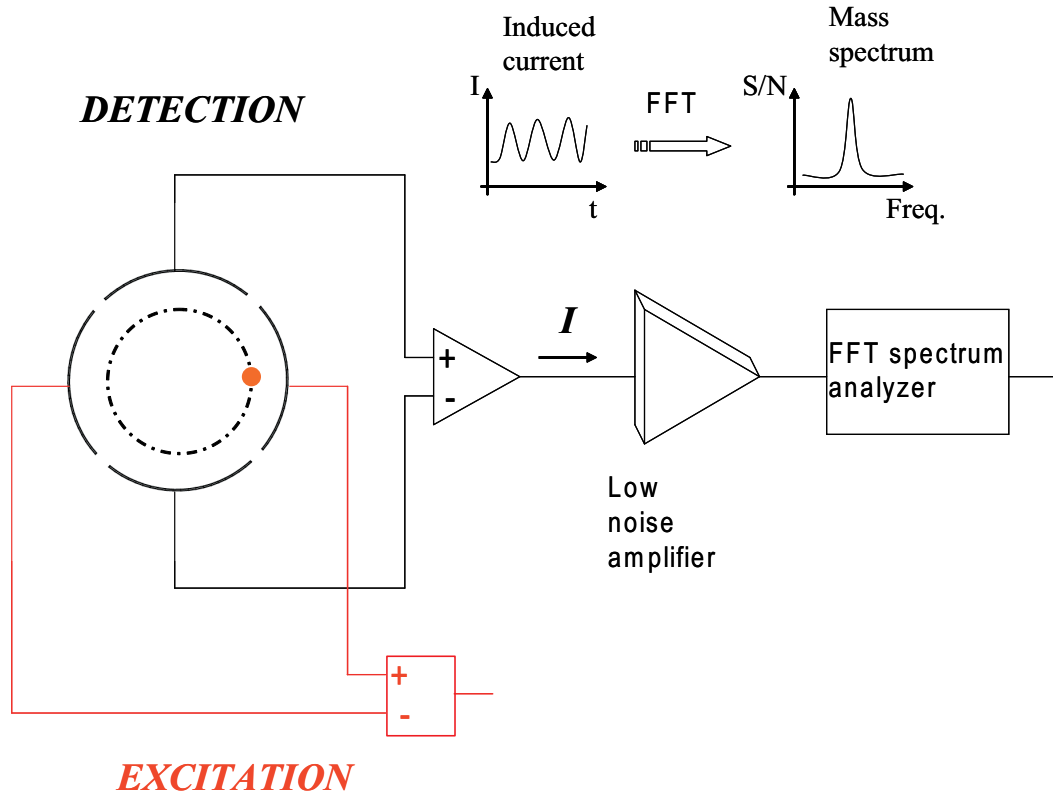 Induced
current
Mass
spectrum
I
FFT
S/N
DETECTION
t
Freq.
I
+
-
FFT spectrum
analyzer
Low
noise
amplifier
+
-
EXCITATION